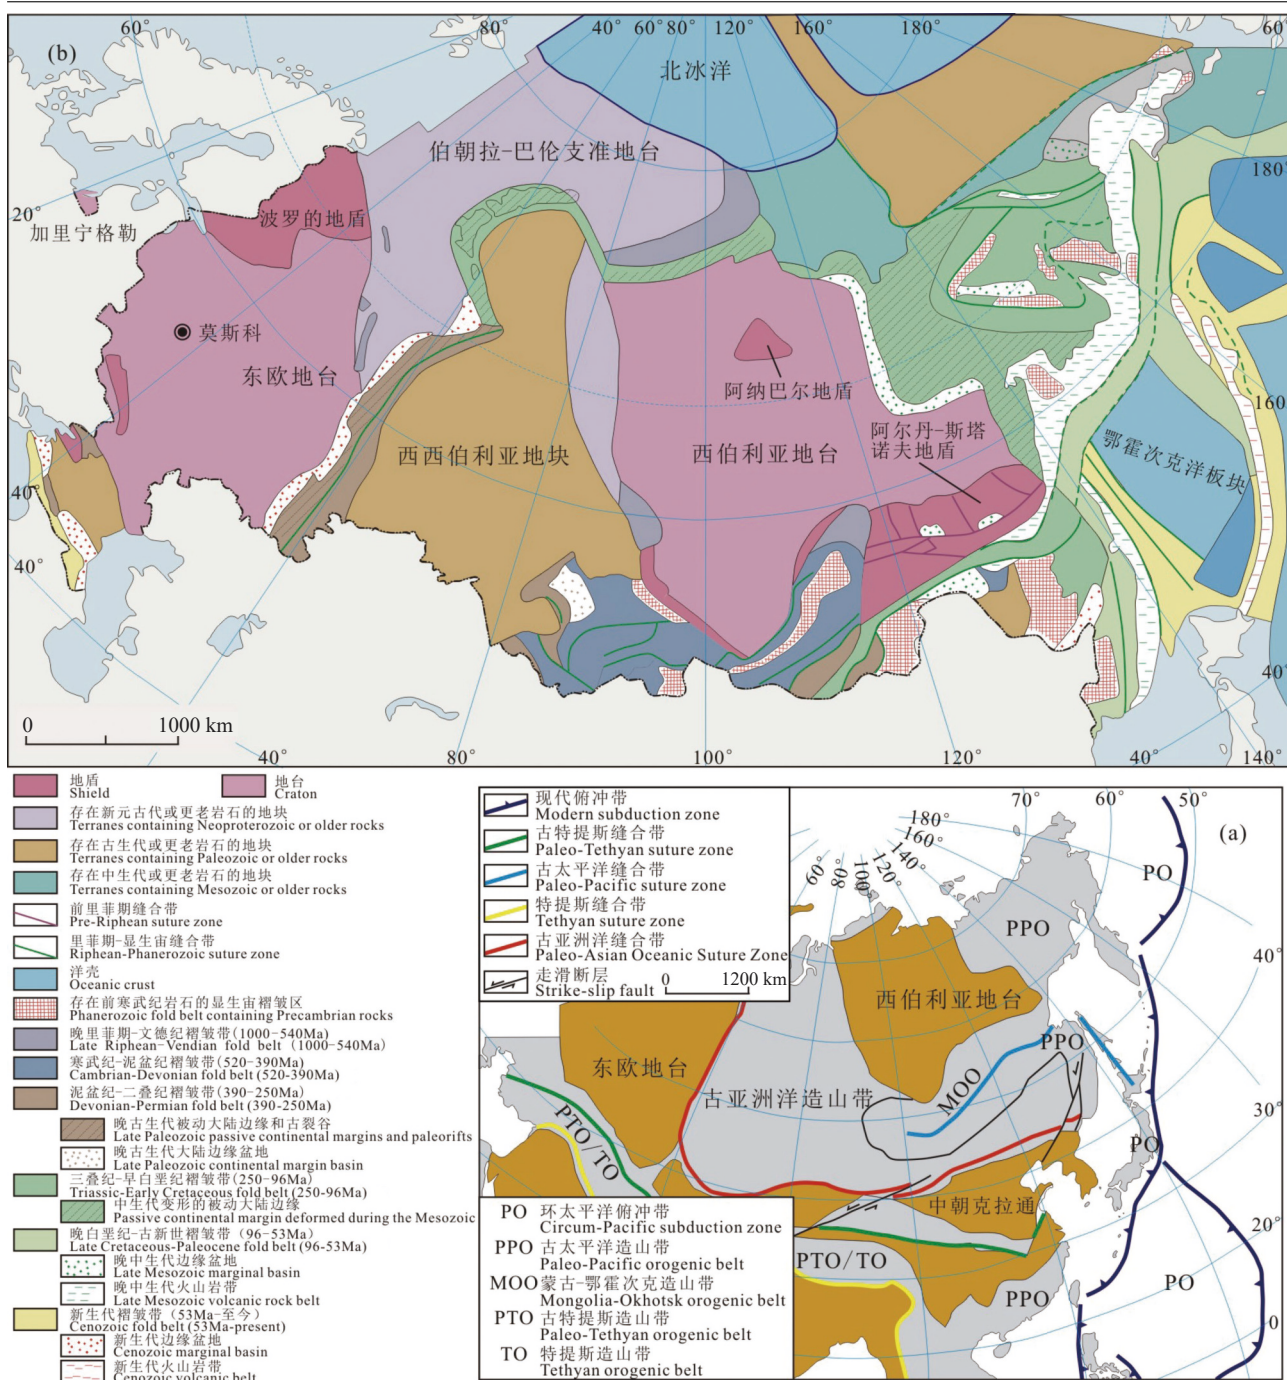 (b)
60°
80°
40°
60°
80°
120°
160°
180°
60°
北冰洋
伯朝拉-巴伦支准地台
180°
20°
波罗的地盾
加里宁格勒
莫斯科
东欧地台
阿纳巴尔地盾
160°
阿尔丹-斯塔
诺夫地盾
鄂霍次克洋板块
西西伯利亚地块
西伯利亚地台
40°
40°
40°
0
1000 km
40°
80°
100°
120°
40°
140°
地盾
Shield
地台
Craton
存在新元古代或更老岩石的地块
Terranes containing Neoproterozoic or older rocks
存在古生代或更老岩石的地块
Terranes containing Paleozoic or older rocks
存在中生代或更老岩石的地块
Terranes containing Mesozoic or older rocks
前里菲期缝合带
Pre-Riphean suture zone
里菲期-显生宙缝合带
Riphean-Phanerozoic suture zone
洋壳
Oceanic crust
存在前寒武纪岩石的显生宙褶皱区
Phanerozoic fold belt containing Precambrian rocks
晚里菲期-文德纪褶皱带(1000-540Ma)
Late Riphean-Vendian fold belt (1000-540Ma)
寒武纪-泥盆纪褶皱带(520-390Ma)
Cambrian-Devonian fold belt (520-390Ma)
泥盆纪-二叠纪褶皱带(390-250Ma)
Devonian-Permian fold belt (390-250Ma)
晚古生代被动大陆边缘和古裂谷
Late Paleozoic passive continental margins and paleorifts
晚古生代大陆边缘盆地
Late Paleozoic continental margin basin
三叠纪-早白垩纪褶皱带(250-96Ma)
Triassic-Early Cretaceous fold belt (250-96Ma)
中生代变形的被动大陆边缘
Passive continental margin deformed during the Mesozoic
晚白垩纪-古新世褶皱带(96-53Ma)
Late Cretaceous-Paleocene fold belt (96-53Ma)
晚中生代边缘盆地
Late Mesozoic marginal basin
晚中生代火山岩带
Late Mesozoic volcanic rock belt
新生代褶皱带(53Ma-至今)
Cenozoic fold belt (53Ma-present)
新生代边缘盆地
Cenozoic marginal basin
新生代火山岩带
Cenozoic volcanic belt
现代俯冲带
Modern subduction zone
古特提斯缝合带
Paleo-Tethyan suture zone
古太平洋缝合带
Paleo-Pacific suture zone
特提斯缝合带
Tethyan suture zone
古亚洲洋缝合带
Paleo-Asian Oceanic Suture Zone
走滑断层
Strike-slip fault
0
1200 km
70°
60°
50°
(a)
180°
160°
140°
120°
100°
80°
60°
PO
PPO
40°
西伯利亚地台
东欧地台
PPO
古亚洲洋造山带
MOO
PTO/TO
PO
中朝克拉通
20°
PTO/TO
PPO
PO
0
PO 环太平洋俯冲带
Circum-Pacific subduction zone
PPO 古太平洋造山带
Paleo-Pacific orogenic belt
MOO 蒙古-鄂霍次克造山带
Mongolia-Okhotsk orogenic belt
PTO 古特提斯造山带
Paleo-Tethyan orogenic belt
TO 特提斯造山带
Tethyan orogenic belt